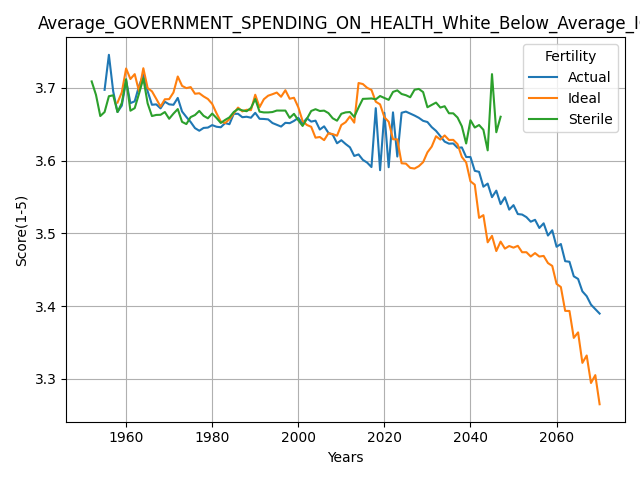 Average_GOVERNMENT_SPENDING_ON_HEALTH_White_Below_Average_I
Fertility
Actual
Ideal
Sterile
Score(1-5)
3.7
3.6
3.5
3.4
3.3
1960 1980 2000 2020 2040 2060
Years